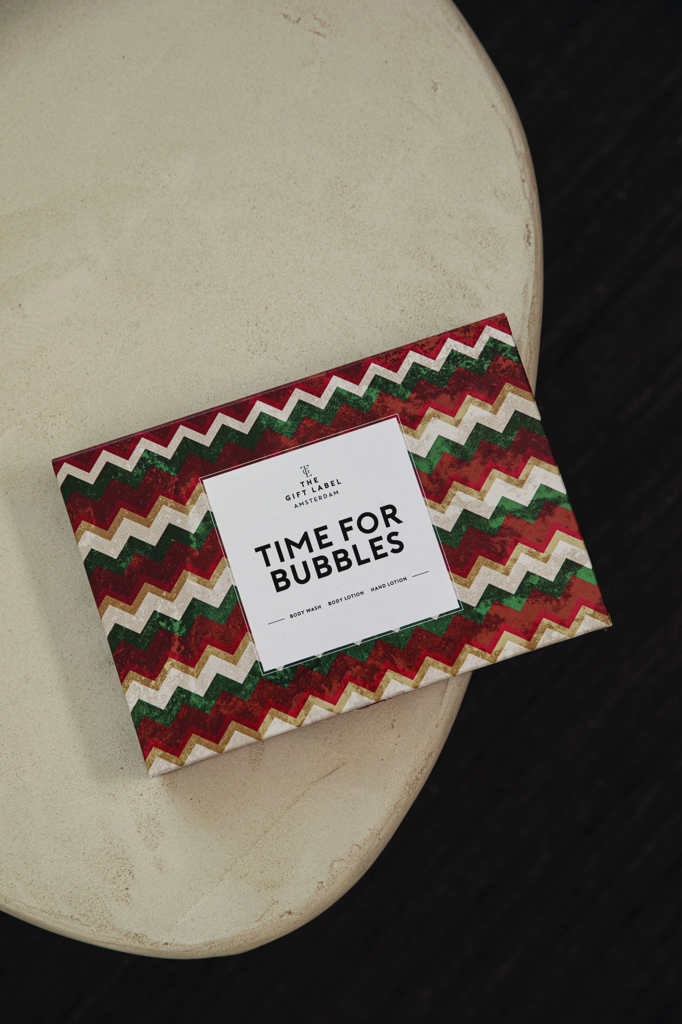 THE
GIFT LABEL
AMSTERDAM
TIME FOR
BUBBLES
BODY WASH BODY LOTION HAND LOTION